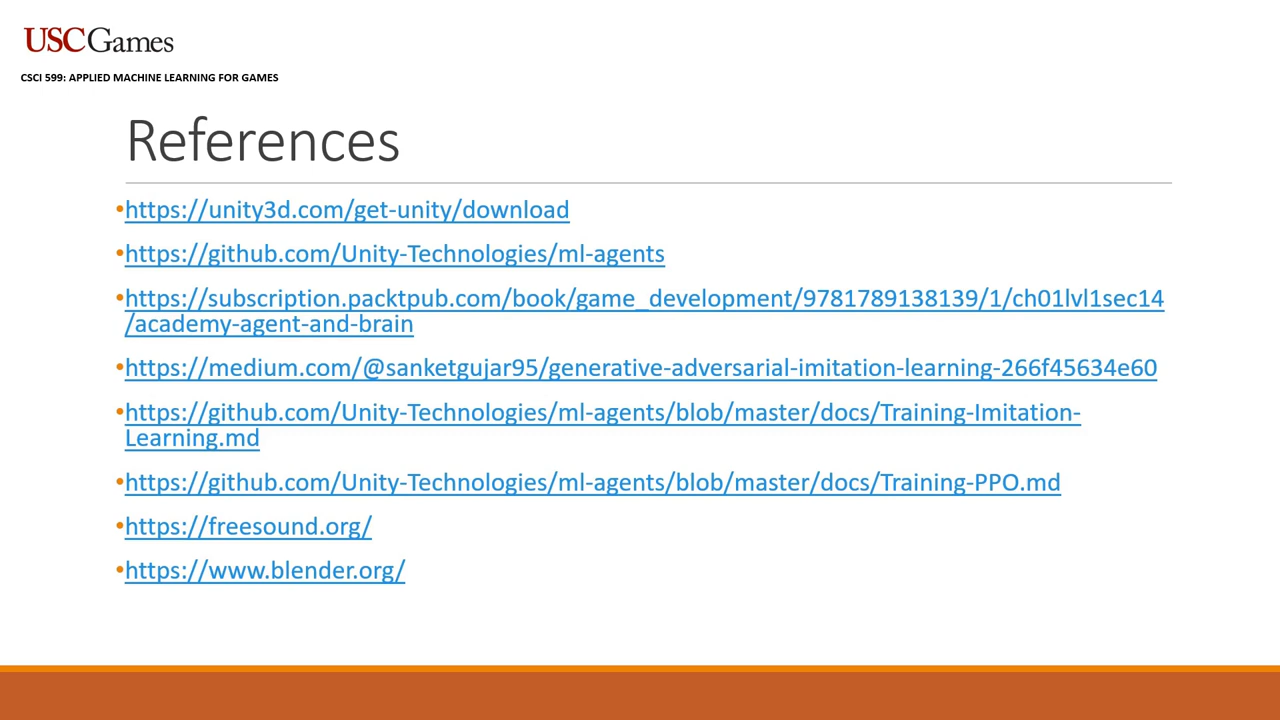 USCGames
CSCI 599: APPLIED MACHINE LEARNING FOR GAMES
References
•https://unity3d.com/get-unity/download
•https://github.com/Unity-Technologies/ml-agents
•https://subscription.packtpub.com/book/game_development/9781789138139/1/ch01lvl1sec14
/academy-agent-and-brain
•https://medium.com/@sanketgujar95/generative-adversarial-imitation-learning-266f45634e60
•https://github.com/Unity-Technologies/ml-agents/blob/master/docs/Training-Imitation-
Learning.md
•https://github.com/Unity-Technologies/ml-agents/blob/master/docs/Training-PPO.md
•https://freesound.org/
•https://www.blender.org/